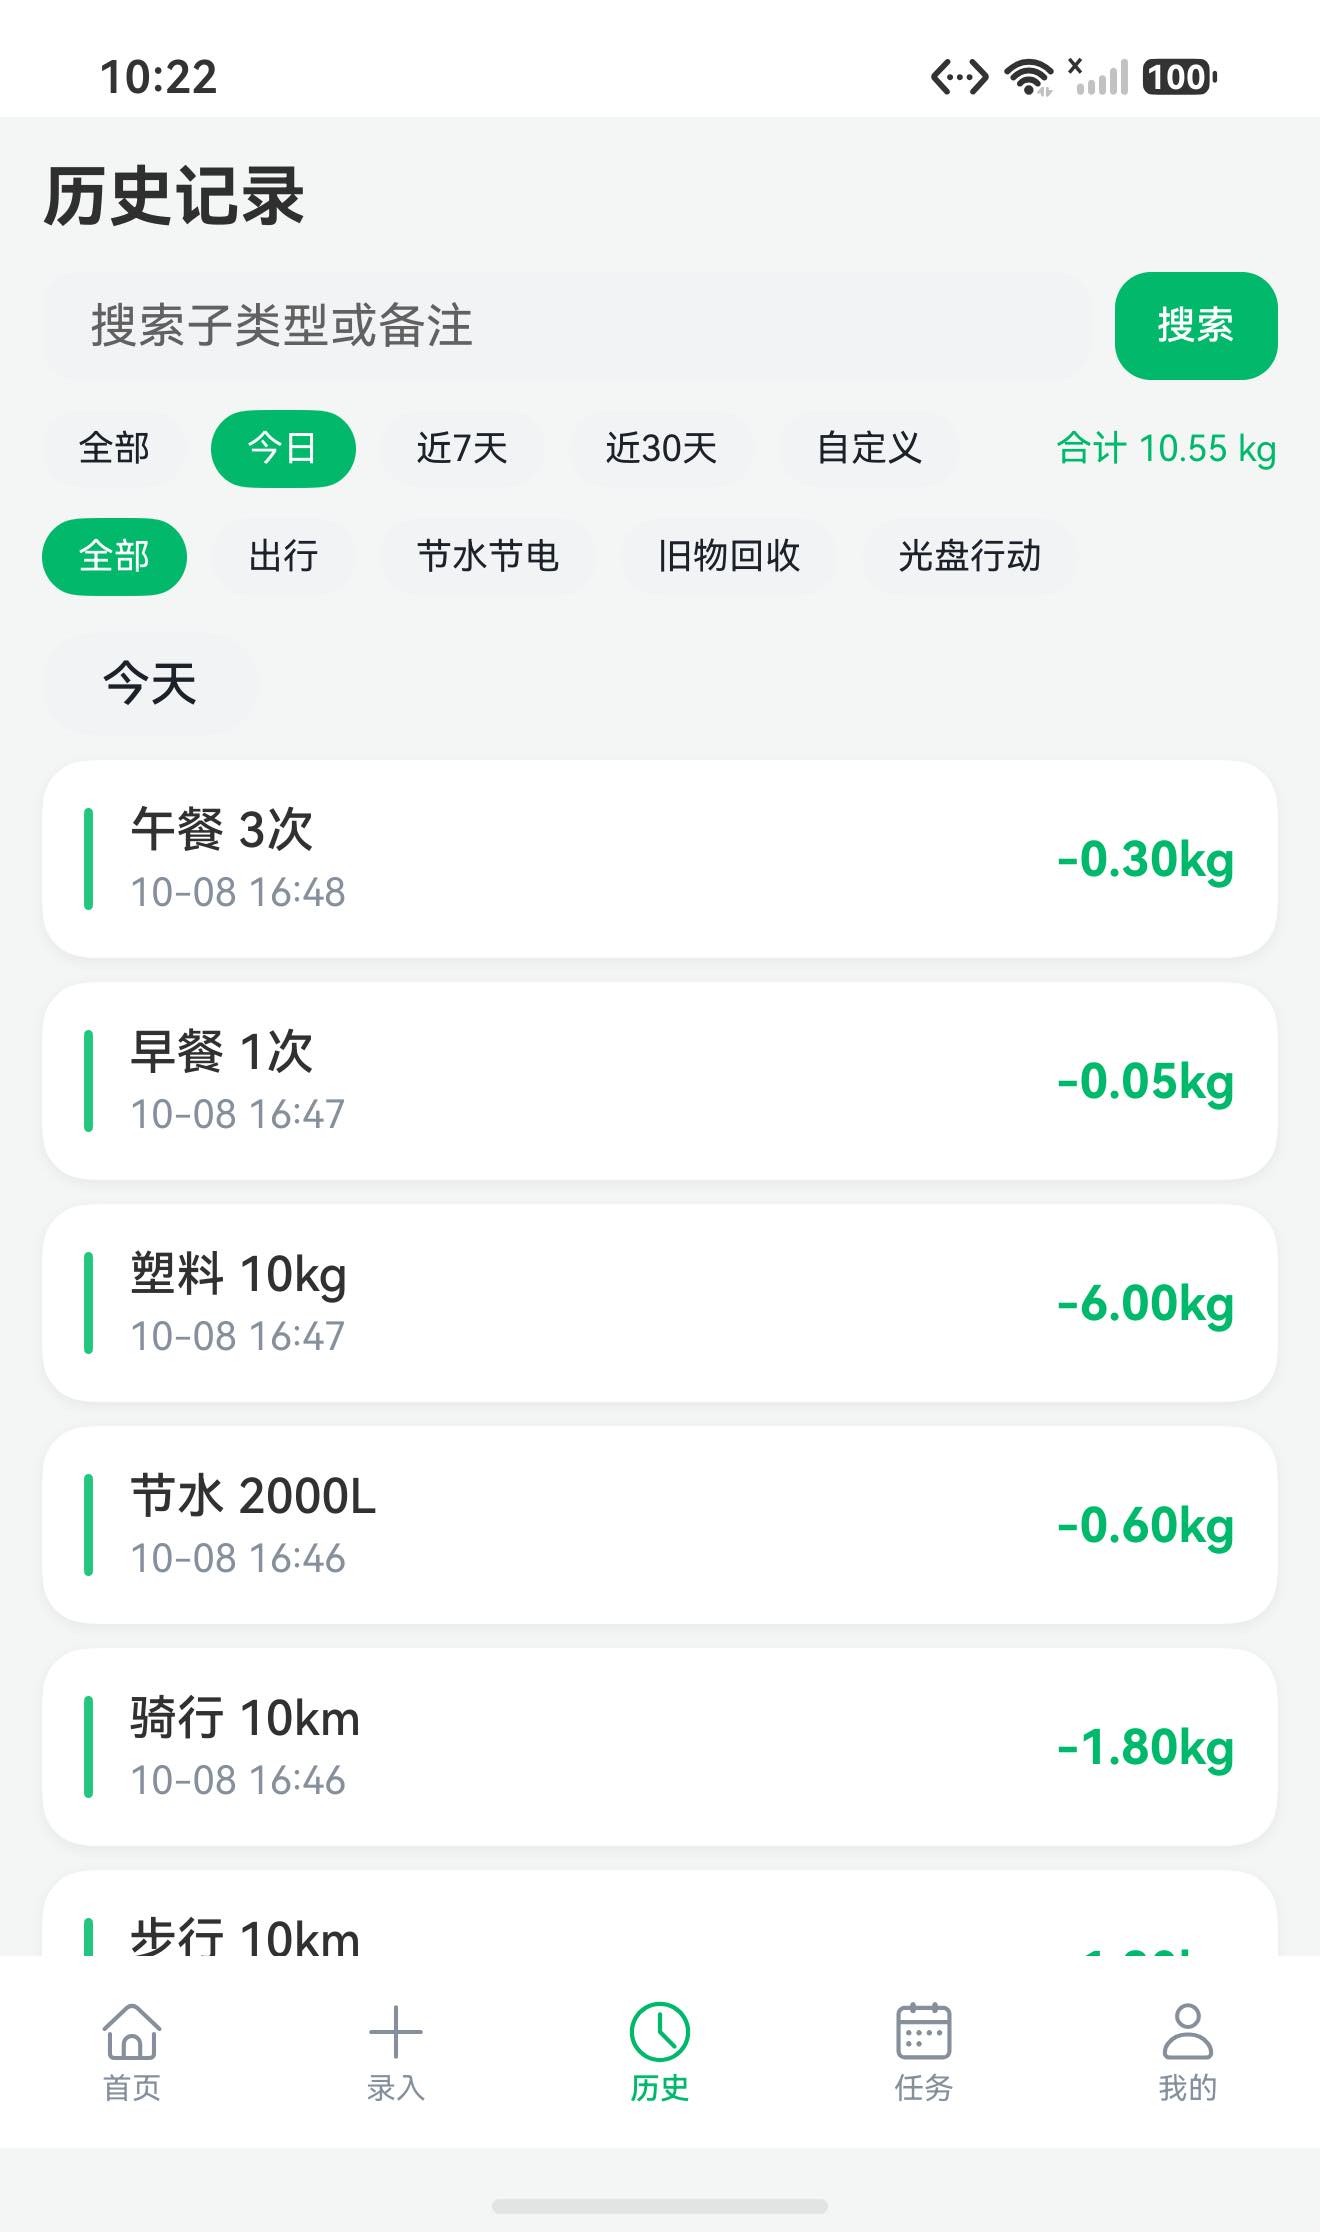 10:22
100
历史记录
搜索子类型或备注
搜索
全部 今日 近7天 近30天 自定义 合计 10.55 kg
全部 出行 节水节电 旧物回收 光盘行动
今天
午餐 3次
10-08 16:48
-0.30kg
早餐 1次
10-08 16:47
-0.05kg
塑料 10kg
10-08 16:47
-6.00kg
节水 2000L
10-08 16:46
-0.60kg
骑行 10km
10-08 16:46
-1.80kg
步行 10km
首页 录入 历史 任务 我的